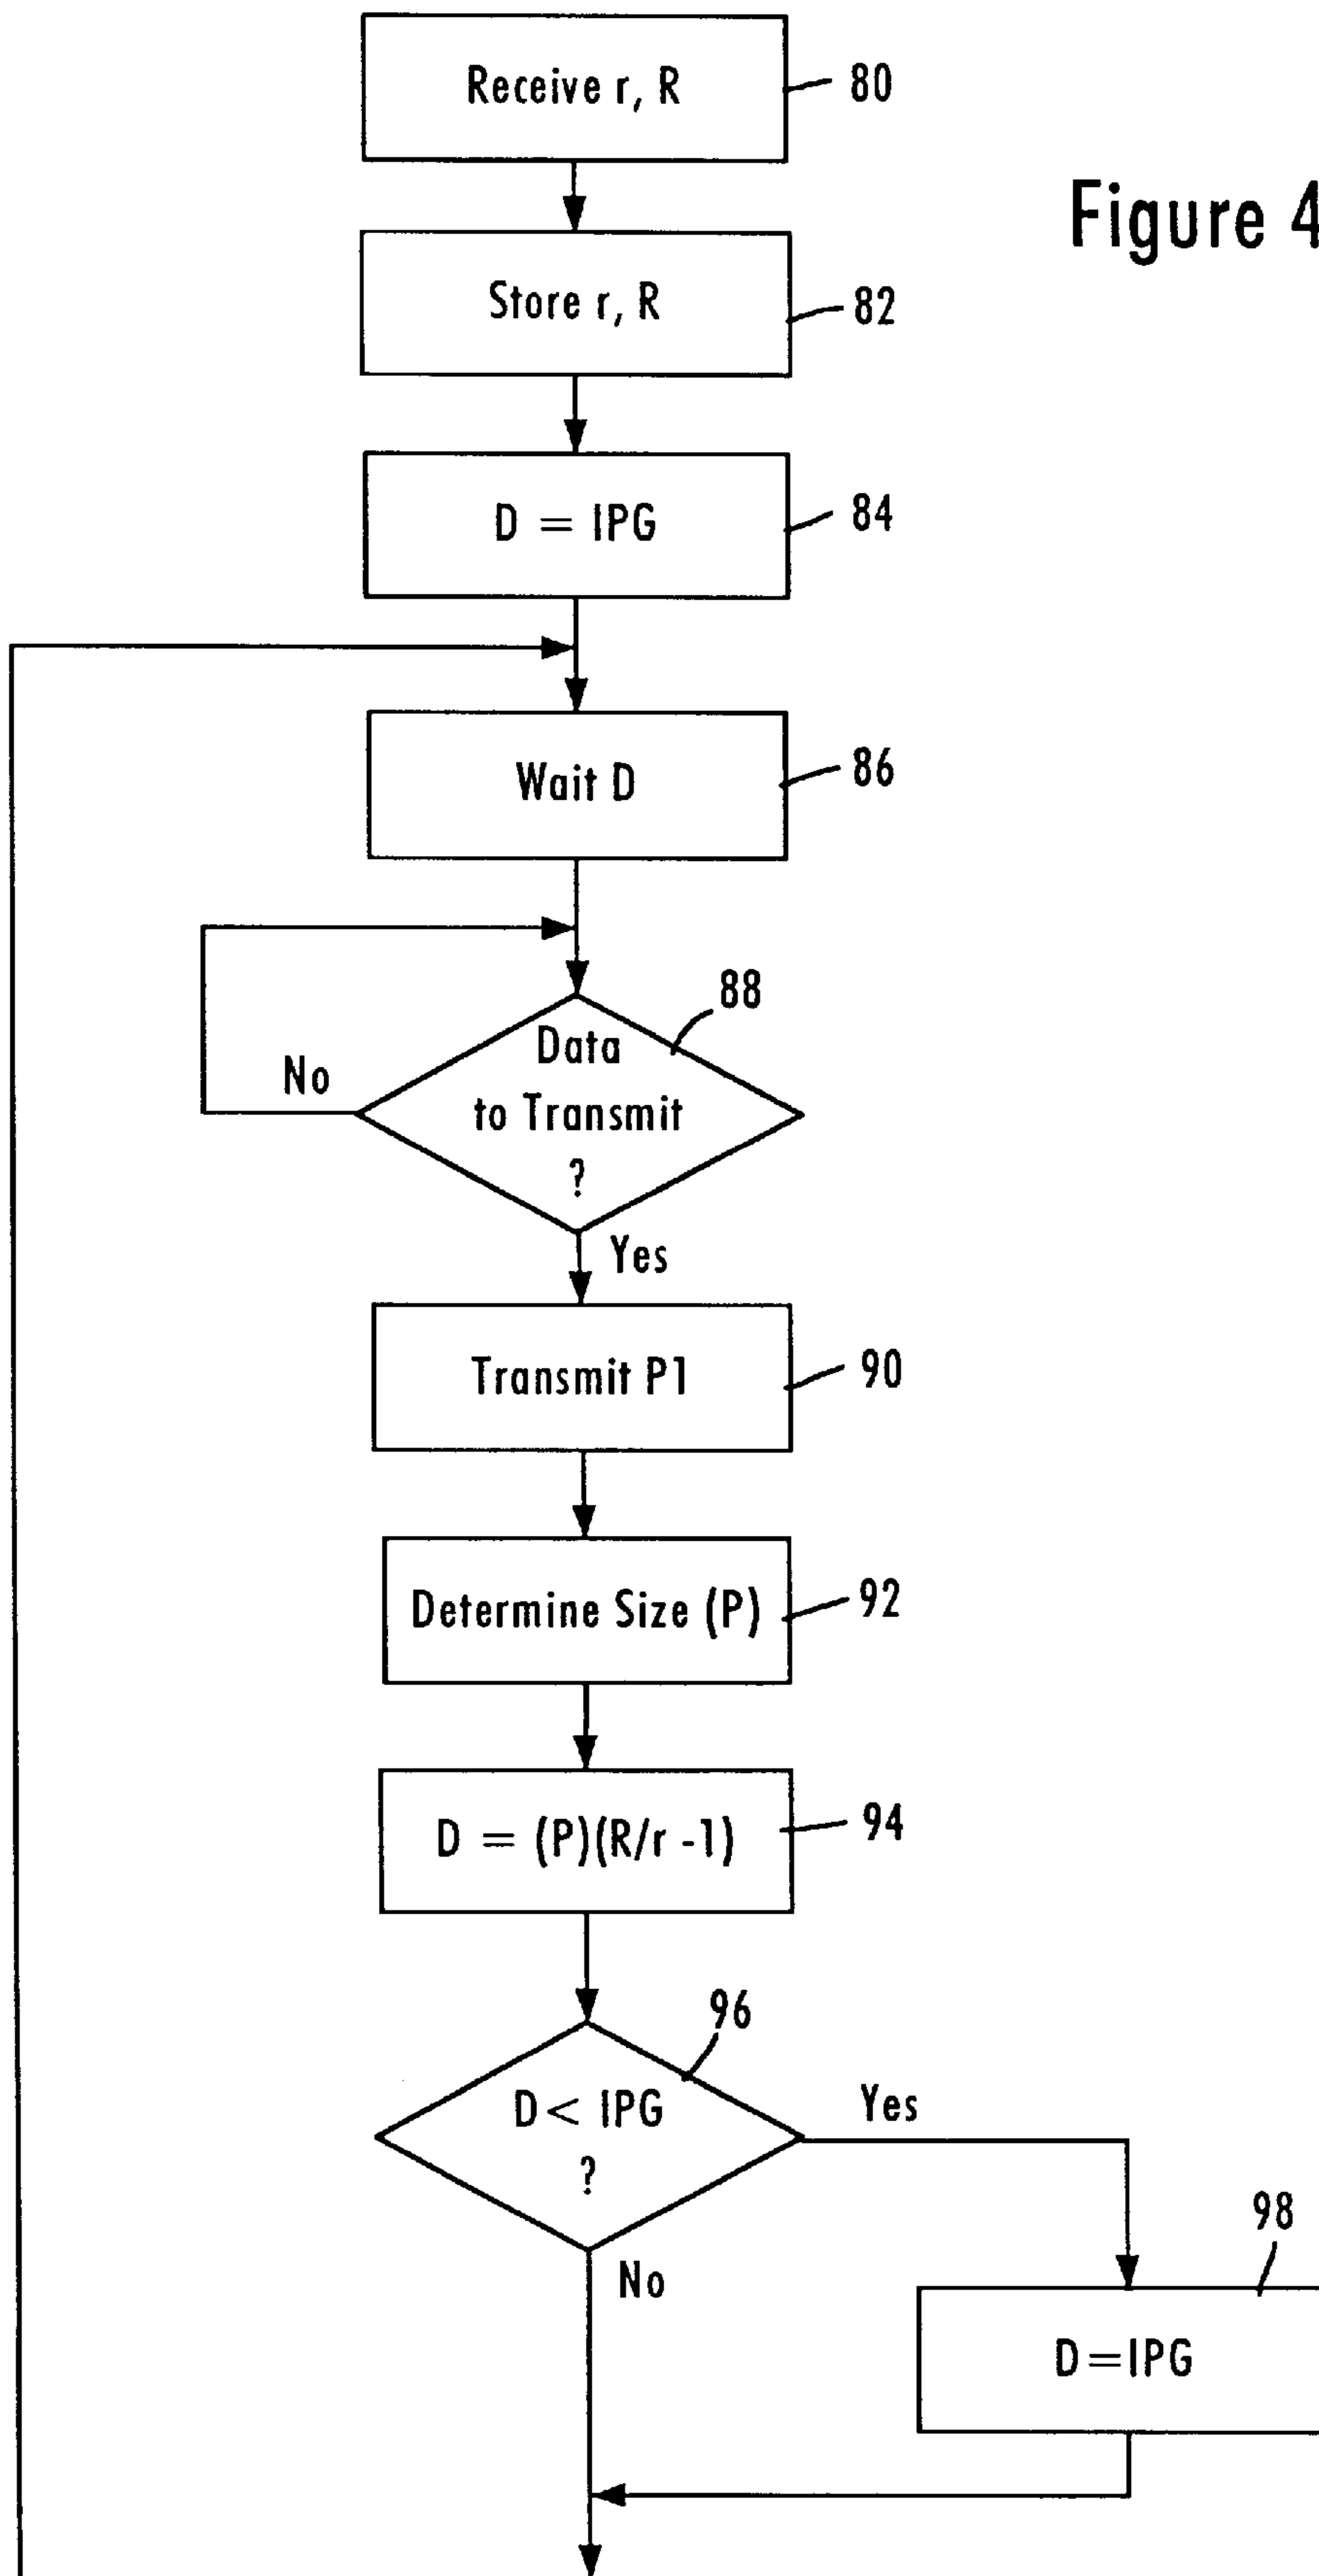 Receive r, R
80
Figure 4
Store r, R
82
D = IPG
84
Wait D
86
88
Data
to Transmit
?
No
Yes
Transmit P1
90
Determine Size (P)
92
D = (P)(R/r -1)
94
96
D< IPG
?
Yes
No
98
D=IPG